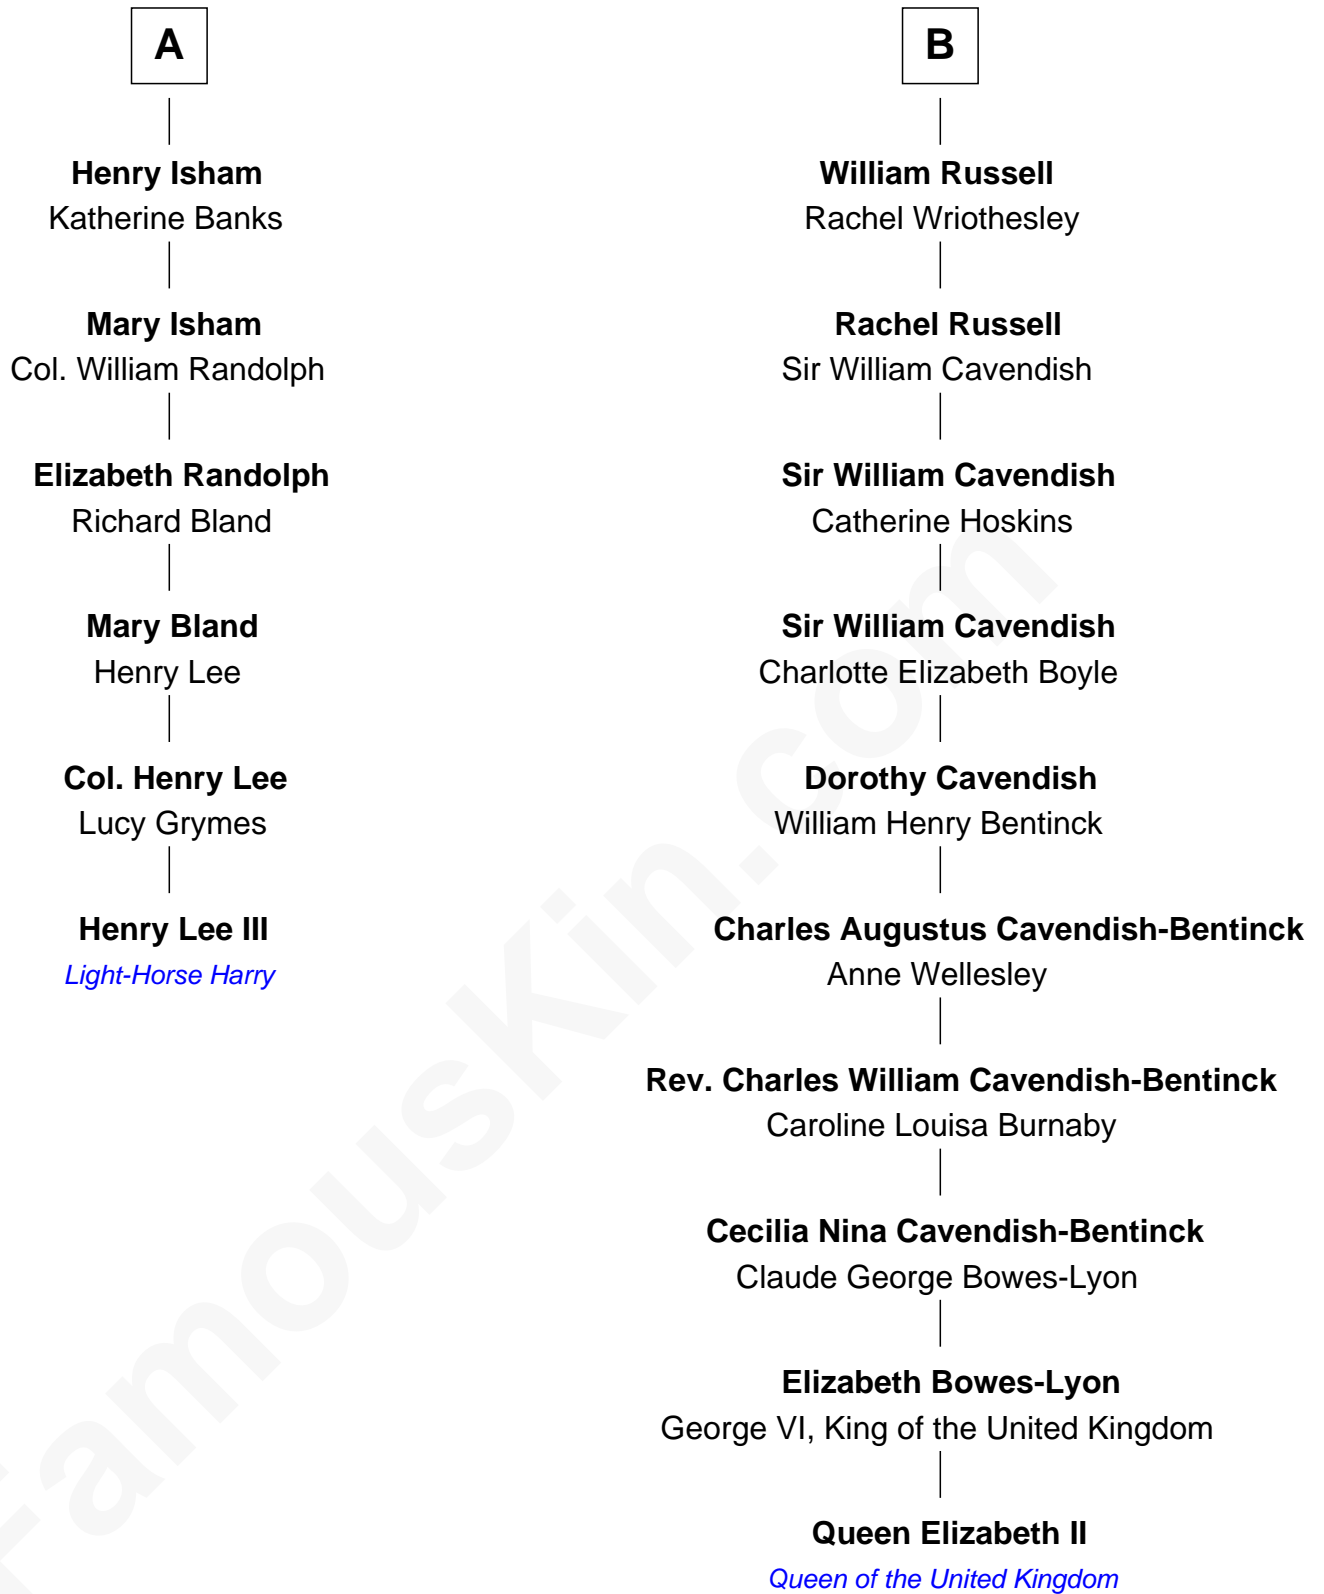 A
Henry Isham
Katherine Banks
Mary Isham
Col. William Randolph
Elizabeth Randolph
Richard Bland
Mary Bland
Henry Lee
Col. Henry Lee
Lucy Grymes
Henry Lee III
Light-Horse Harry
B
William Russell
Rachel Wriothesley
Rachel Russell
Sir William Cavendish
Sir William Cavendish
Catherine Hoskins
Sir William Cavendish
Charlotte Elizabeth Boyle
Dorothy Cavendish
William Henry Bentinck
Charles Augustus Cavendish-Bentinck
Anne Wellesley
Rev. Charles William Cavendish-Bentinck
Caroline Louisa Burnaby
Cecilia Nina Cavendish-Bentinck
Claude George Bowes-Lyon
Elizabeth Bowes-Lyon
George VI, King of the United Kingdom
Queen Elizabeth II
Queen of the United Kingdom
FamousKin.com